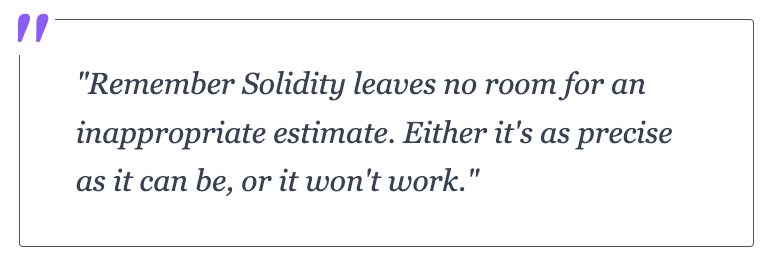 "Remember Solidity leaves no room for an
inappropriate estimate. Either it's as precise
as it can be, or it won't work."